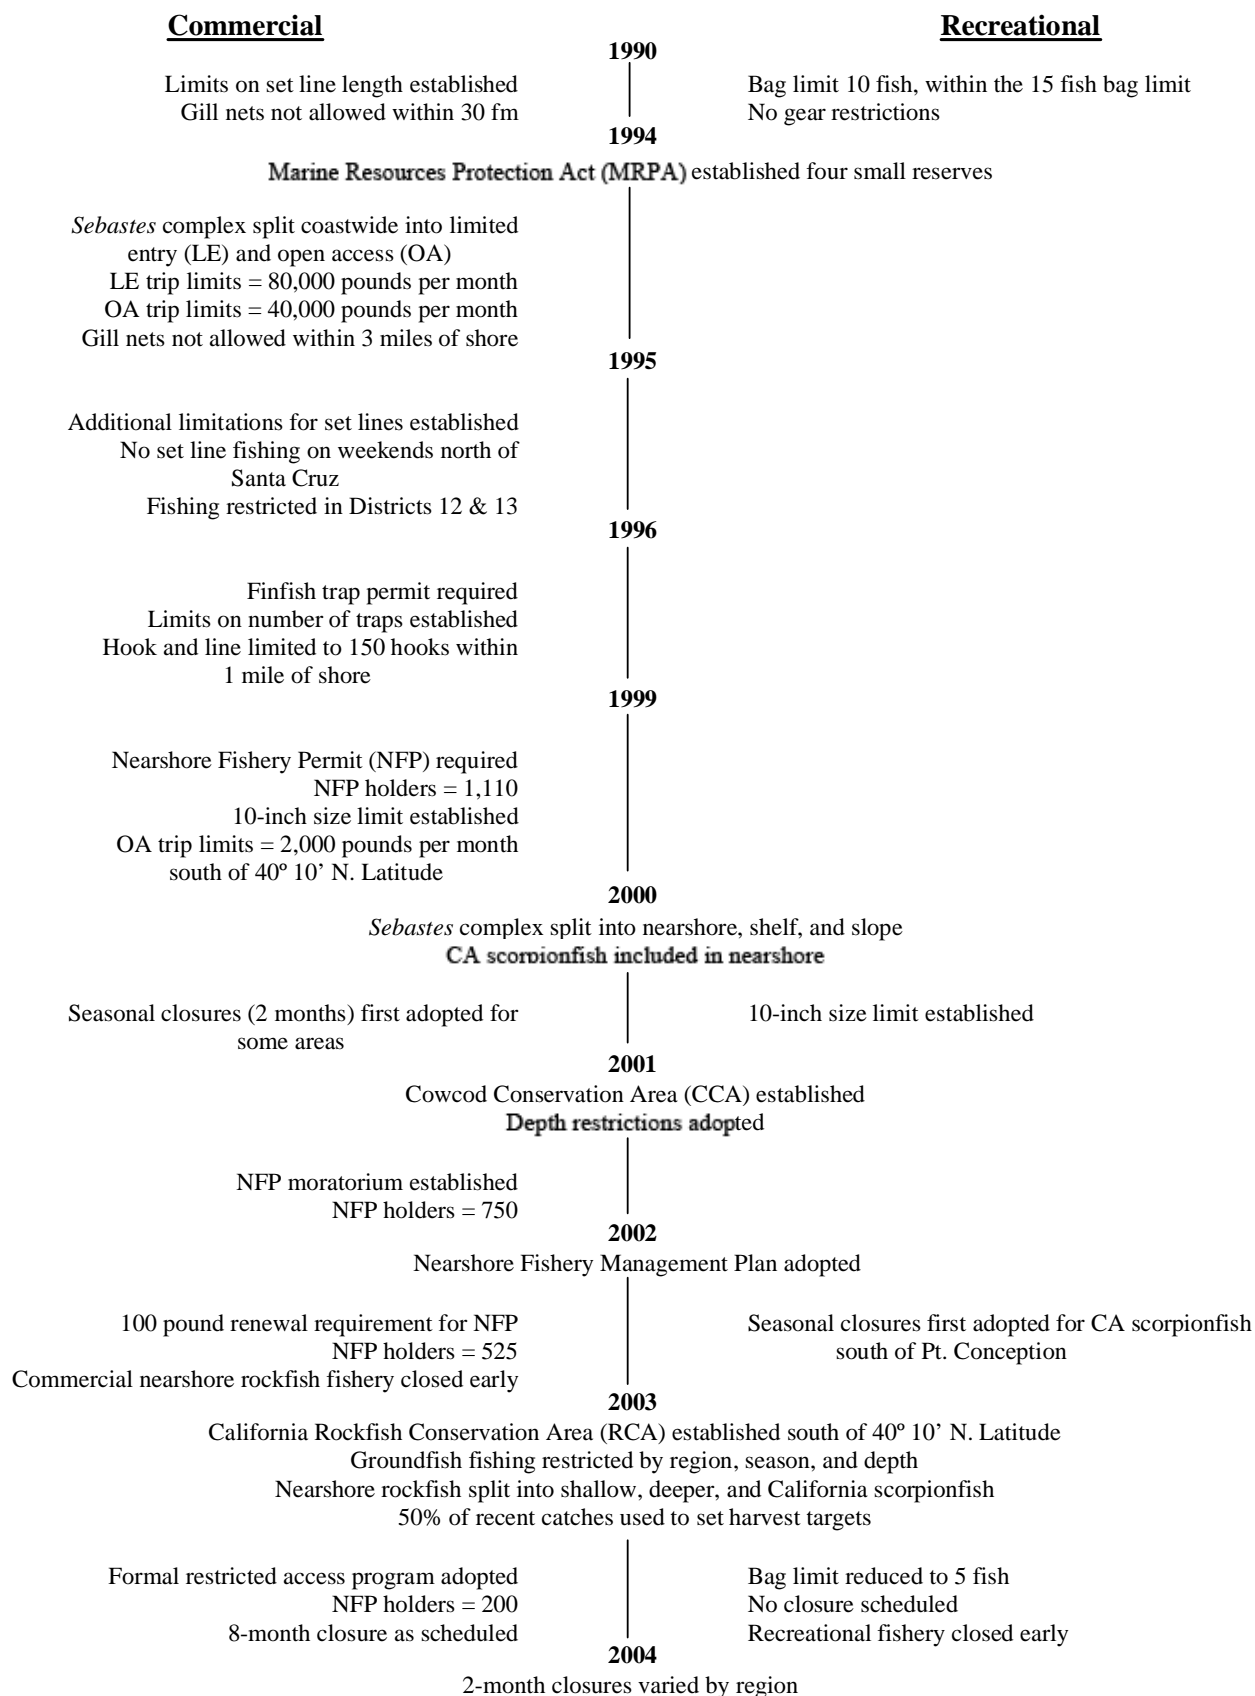 Commercial
Recreational
1990
Limits on set line length established
Gill nets not allowed within 30 fm
Bag limit 10 fish, within the 15 fish bag limit
No gear restrictions
1994
Marine Resources Protection Act (MRPA) established four small reserves
Sebastes complex split coastwide into limited
entry (LE) and open access (OA)
LE trip limits = 80,000 pounds per month
OA trip limits = 40,000 pounds per month
Gill nets not allowed within 3 miles of shore
1995
Additional limitations for set lines established
No set line fishing on weekends north of
Santa Cruz
Fishing restricted in Districts 12 & 13
1996
Finfish trap permit required
Limits on number of traps established
Hook and line limited to 150 hooks within
1 mile of shore
1999
Nearshore Fishery Permit (NFP) required
NFP holders = 1,110
10-inch size limit established
OA trip limits = 2,000 pounds per month
south of 40º 10’ N. Latitude
2000
Sebastes complex split into nearshore, shelf, and slope
CA scorpionfish included in nearshore
Seasonal closures (2 months) first adopted for
some areas
10-inch size limit established
2001
Cowcod Conservation Area (CCA) established
Depth restrictions adopted
NFP moratorium established
NFP holders = 750
2002
Nearshore Fishery Management Plan adopted
100 pound renewal requirement for NFP
NFP holders = 525
Commercial nearshore rockfish fishery closed early
Seasonal closures first adopted for CA scorpionfish
south of Pt. Conception
2003
California Rockfish Conservation Area (RCA) established south of 40º 10’ N. Latitude
Groundfish fishing restricted by region, season, and depth
Nearshore rockfish split into shallow, deeper, and California scorpionfish
50% of recent catches used to set harvest targets
Formal restricted access program adopted
NFP holders = 200
8-month closure as scheduled
Bag limit reduced to 5 fish
No closure scheduled
Recreational fishery closed early
2004
2-month closures varied by region